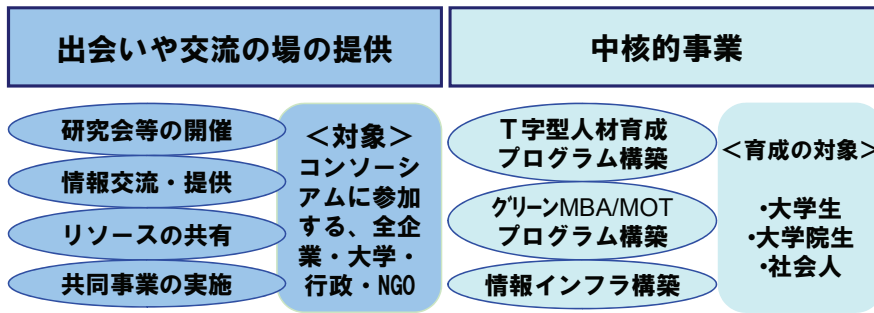 出会いや交流の場の提供
研究会等の開催
情報交流・提供
リソースの共有
共同事業の実施
＜対象＞
コンソーシ
アムに参加
する、全企
業・大学・
行政・NGO
中核的事業
Ｔ字型人材育成
プログラム構築
グリーンMBA/MOT
プログラム構築
情報インフラ構築
＜育成の対象＞
・大学生
・大学院生
・社会人